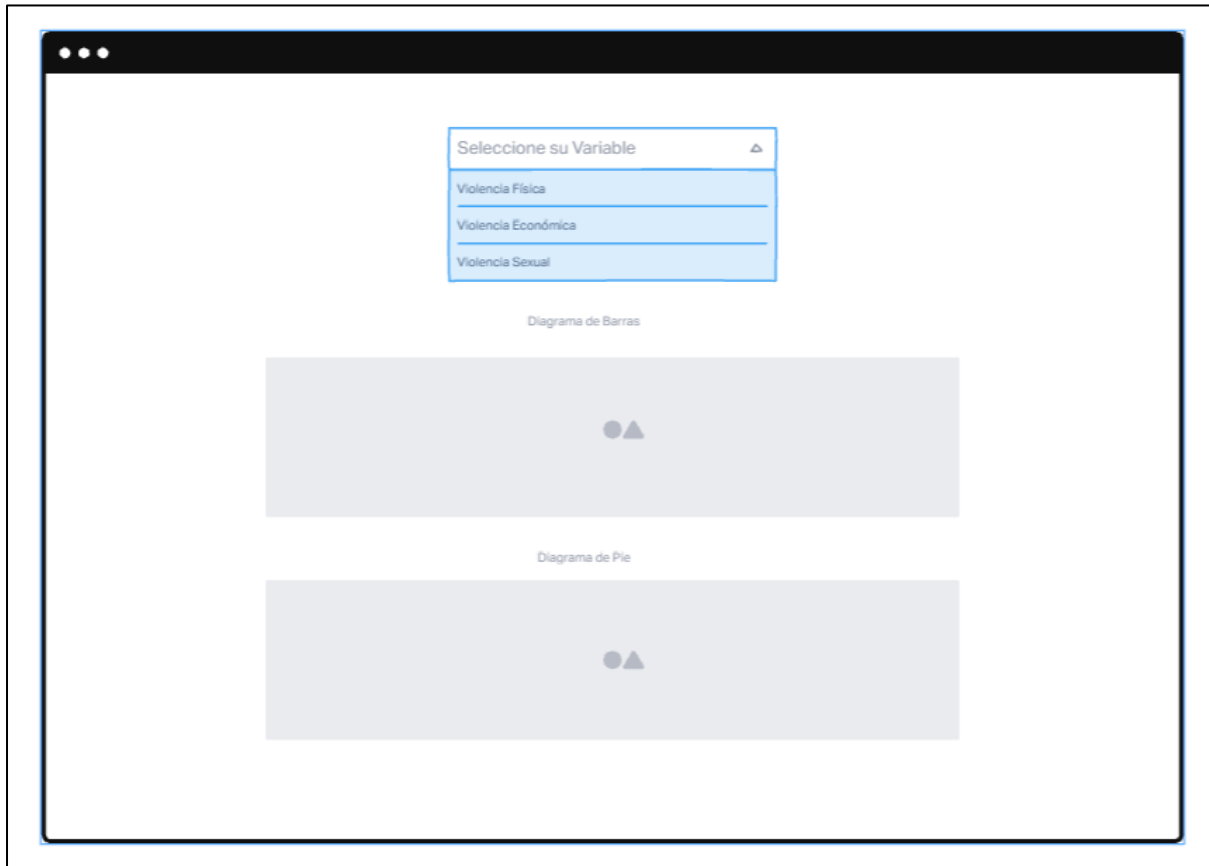 Seleccione su Variable
Violencia Física
Violencia Económica
Violencia Sexual
Diagrama de Barras
Diagrama de Pie